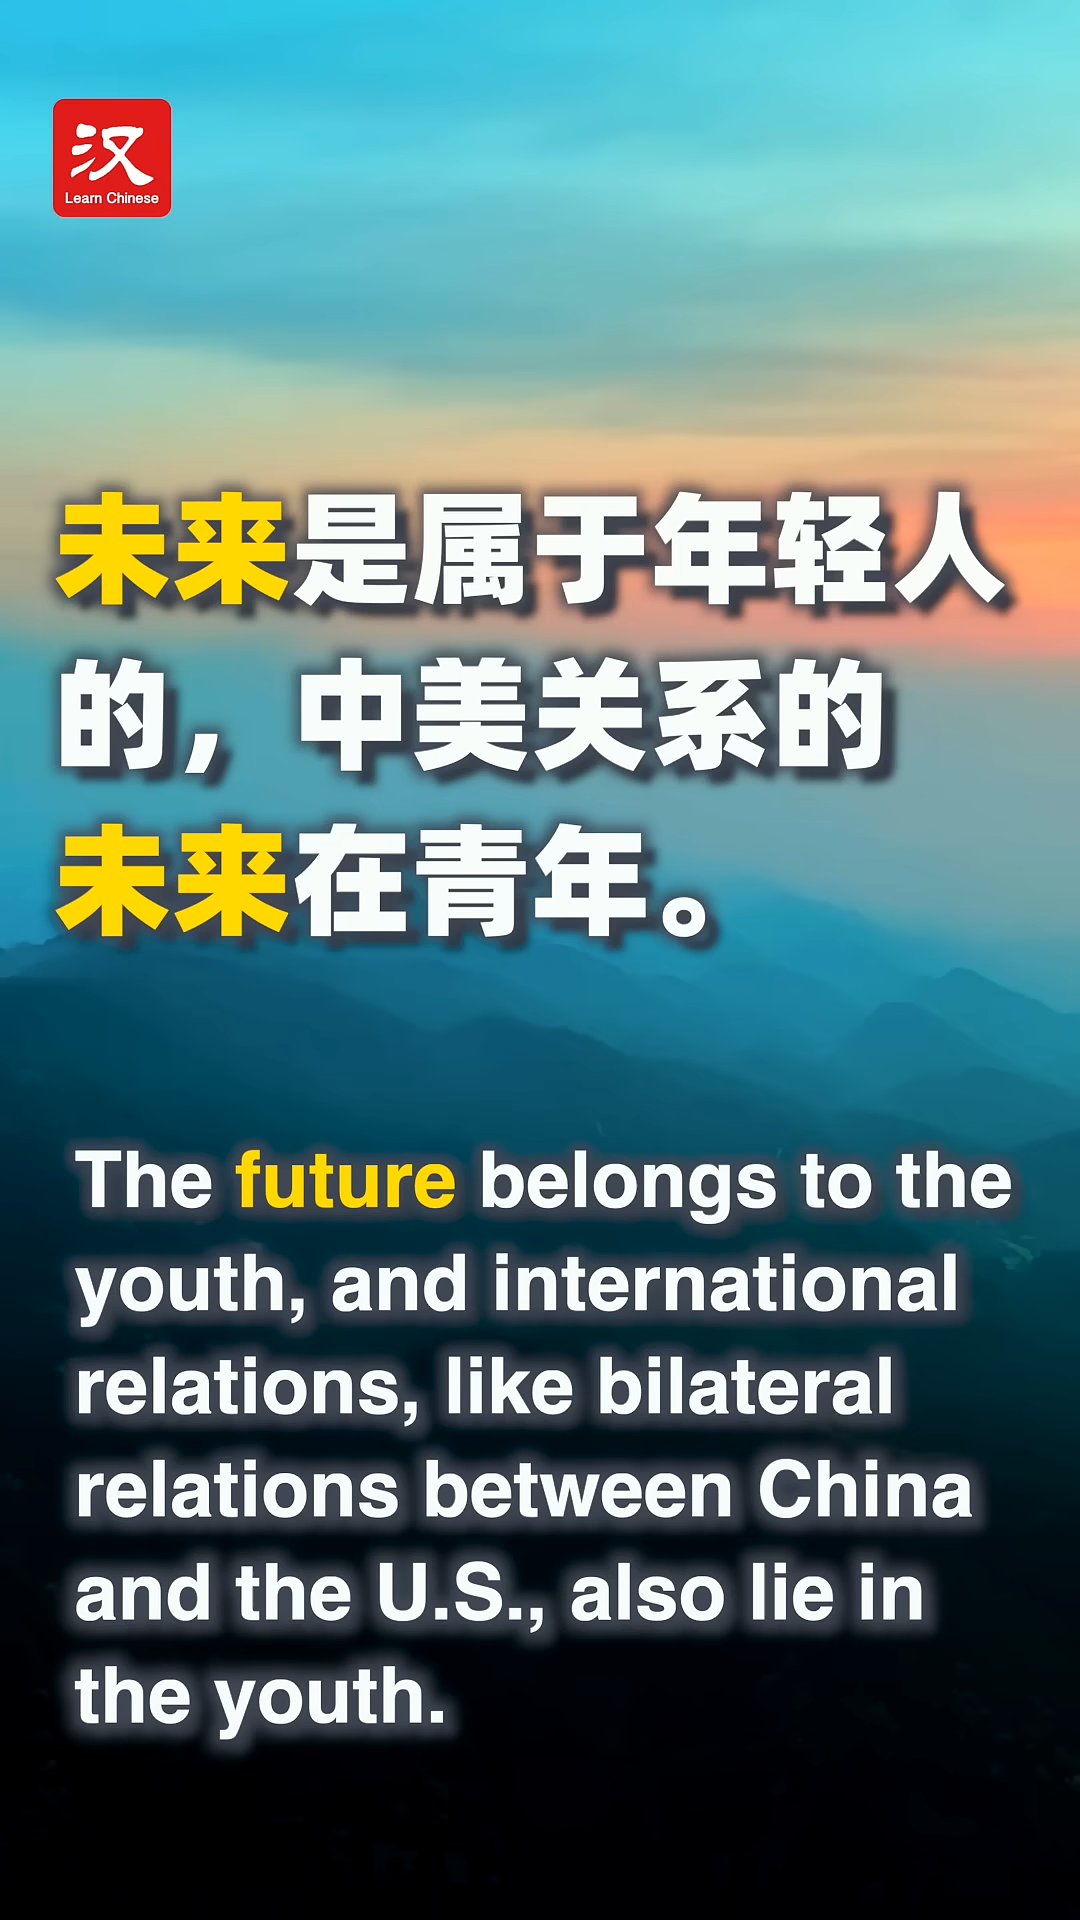 汉
Learn Chinese
未来是属于年轻人
的，中美关系的
未来在青年。
The future belongs to the
youth, and international
relations, like bilateral
relations between China
and the U.S., also lie in
the youth.